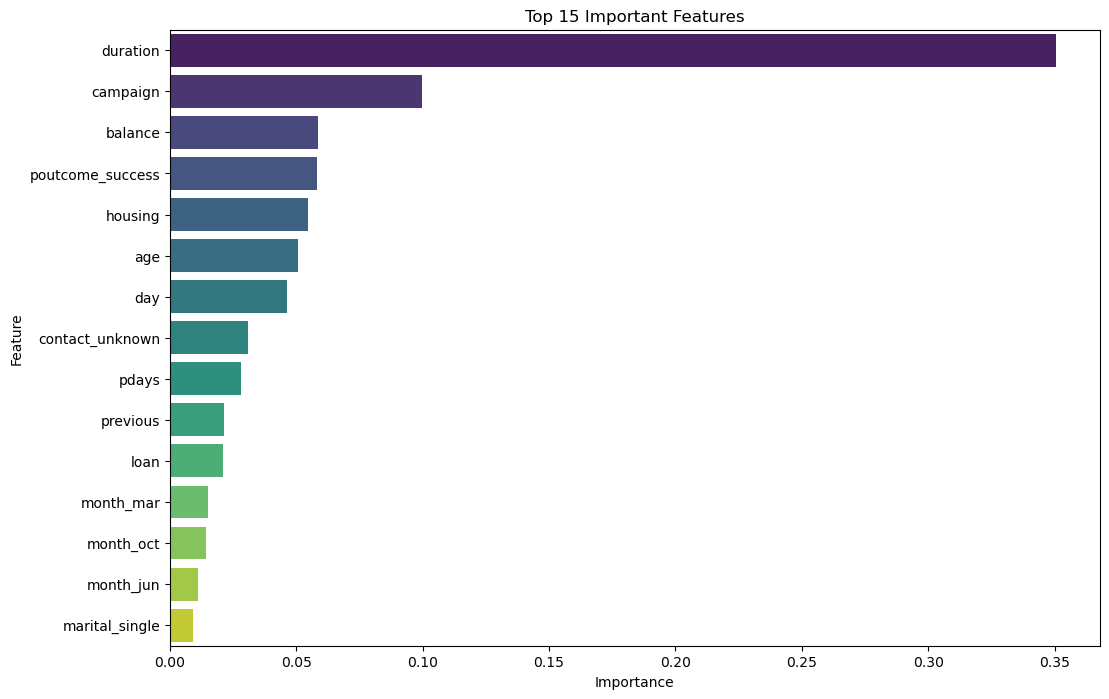 Top 15 Important Features
duration
campaign
balance
poutcome_success
housing
age
day
contact_unknown
pdays
previous
loan
month_mar
month_oct
month_jun
marital_single
Feature
0.00 0.05 0.10 0.15 0.20 0.25 0.30 0.35
Importance